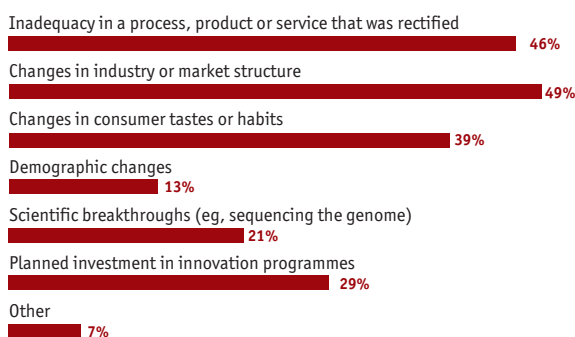 Inadequacy in a process, product or service that was rectified
46%
Changes in industry or market structure
49%
Changes in consumer tastes or habits
39%
Demographic changes
13%
Scientific breakthroughs (eg, sequencing the genome)
21%
Planned investment in innovation programmes
29%
Other
7%